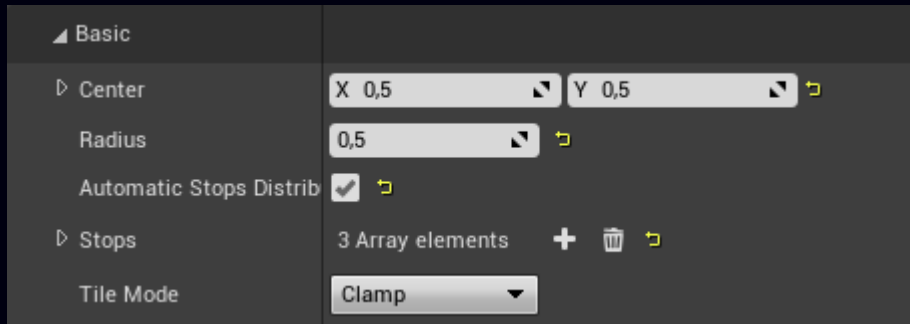 Basic
Center X 0,5 Y 0,5
Radius 0,5
Automatic Stops Distrib
Stops 3 Array elements
Tile Mode Clamp